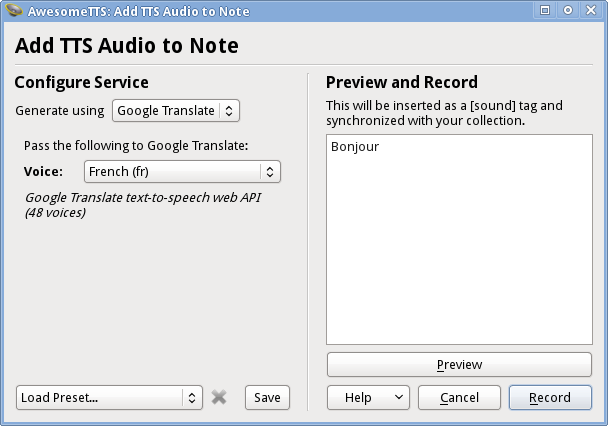 AwesomeTTS: Add TTS Audio to Note
Add TTS Audio to Note
Configure Service
Generate using Google Translate
Pass the following to Google Translate:
Voice: French (fr)
Google Translate text-to-speech web API
(48 voices)
Load Preset...
Save
Preview and Record
This will be inserted as a [sound] tag and
synchronized with your collection.
Bonjour
Preview
Help
Cancel
Record